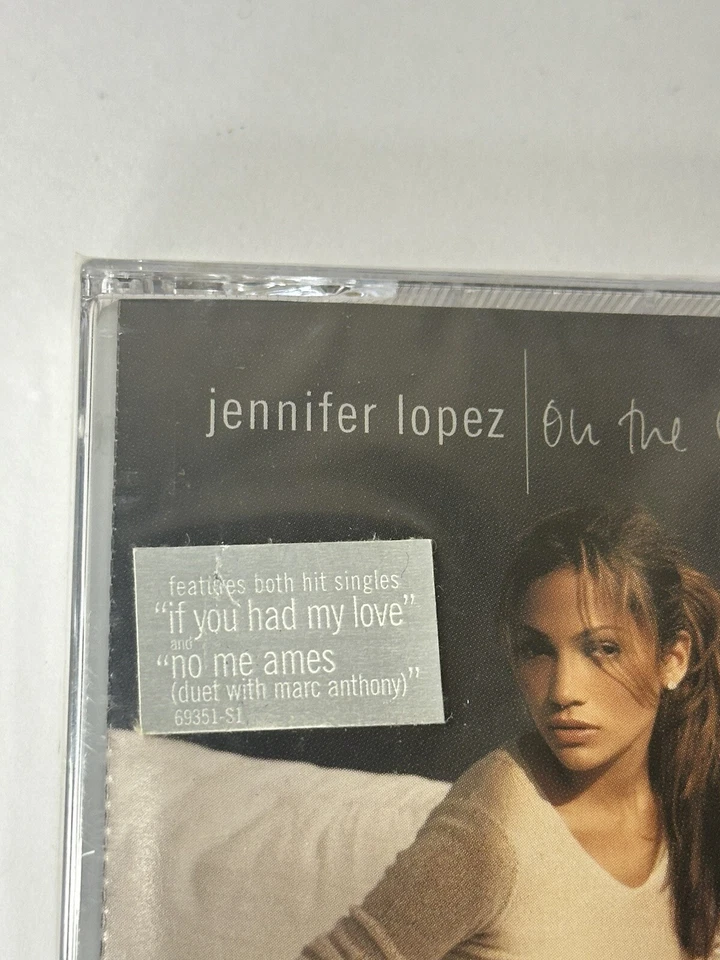 jennifer lopez
on the
features both hit singles
"if you had my love"
and
"no me ames
(duet with marc anthony)"
69351-S1